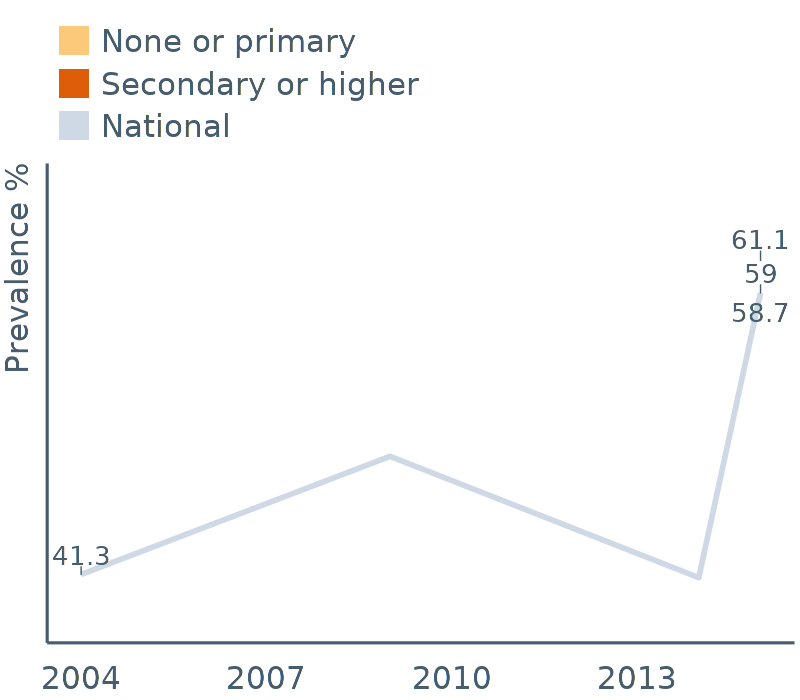 None or primary
Secondary or higher
National
Prevalence %
61.1
59
58.7
41.3
2004 2007 2010 2013